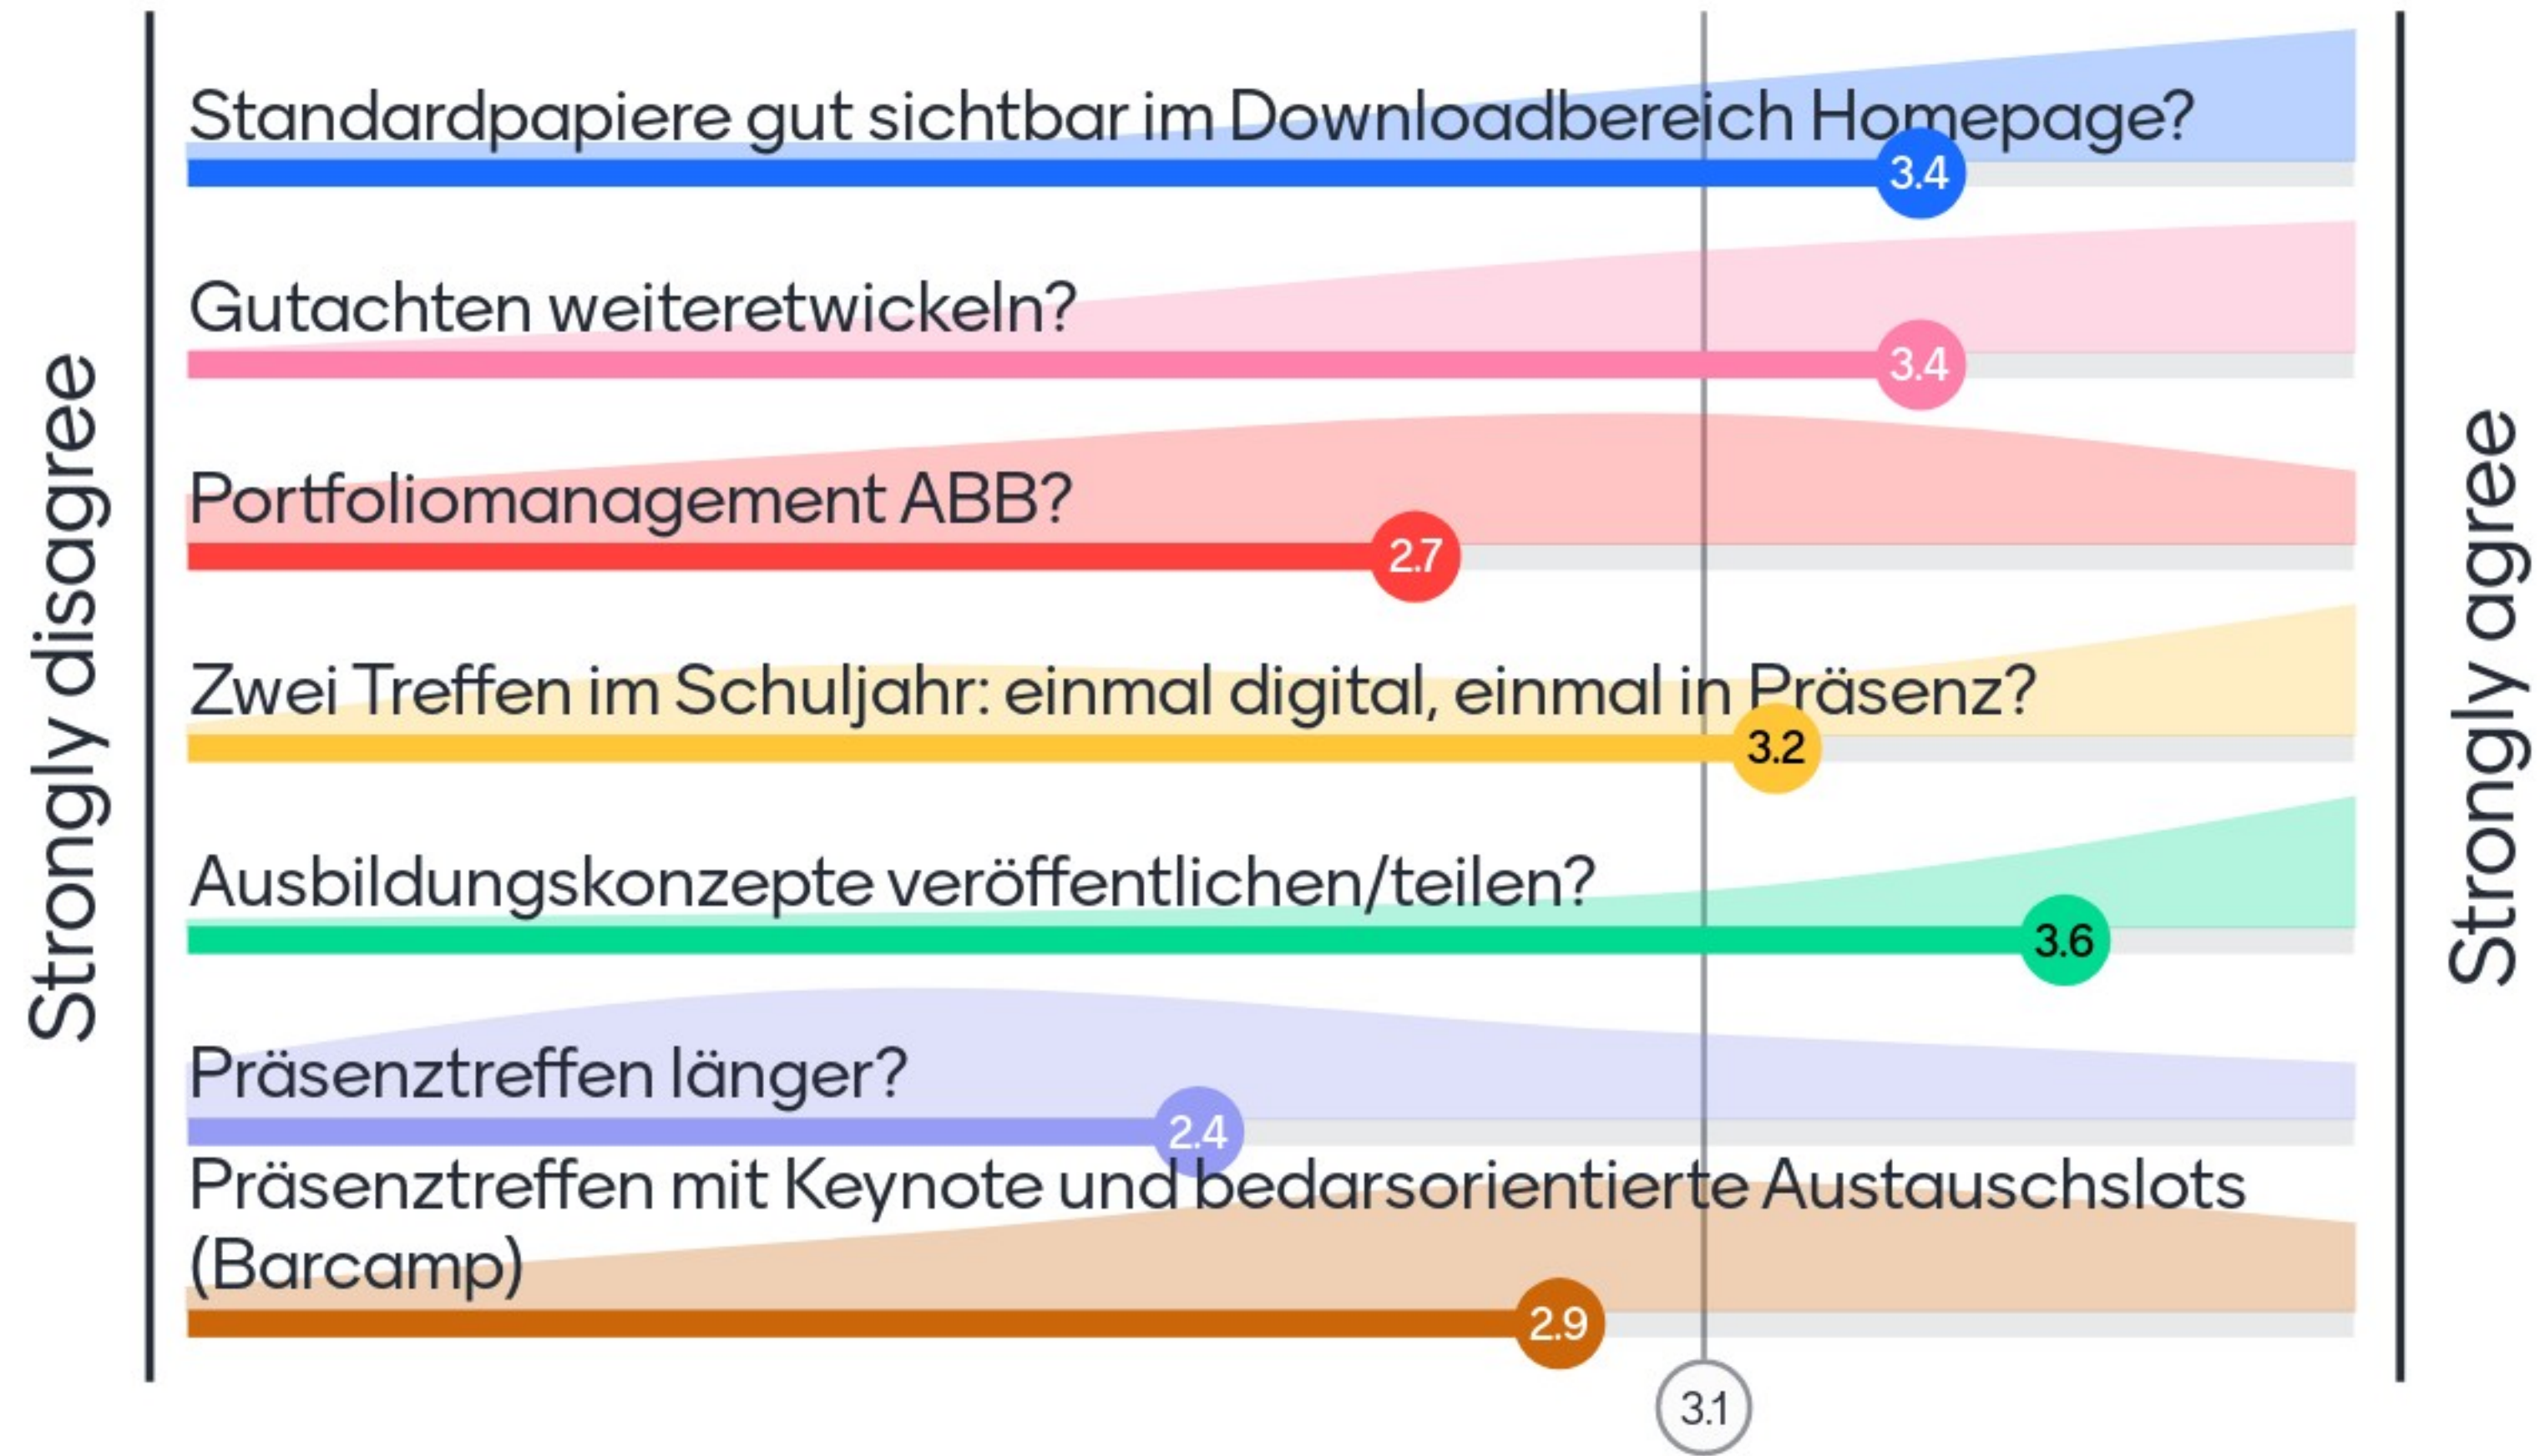 Strongly disagree
Standardpapiere gut sichtbar im Downloadbereich Homepage?
3.4
Gutachten weiteretwickeln?
3.4
Portfoliomanagement ABB?
2.7
Zwei Treffen im Schuljahr: einmal digital, einmal in Präsenz?
3.2
Ausbildungskonzepte veröffentlichen/teilen?
3.6
Präsenztreffen länger?
2.4
Präsenztreffen mit Keynote und bedarsorientierte Austauschslots
(Barcamp)
2.9
3.1
Strongly agree